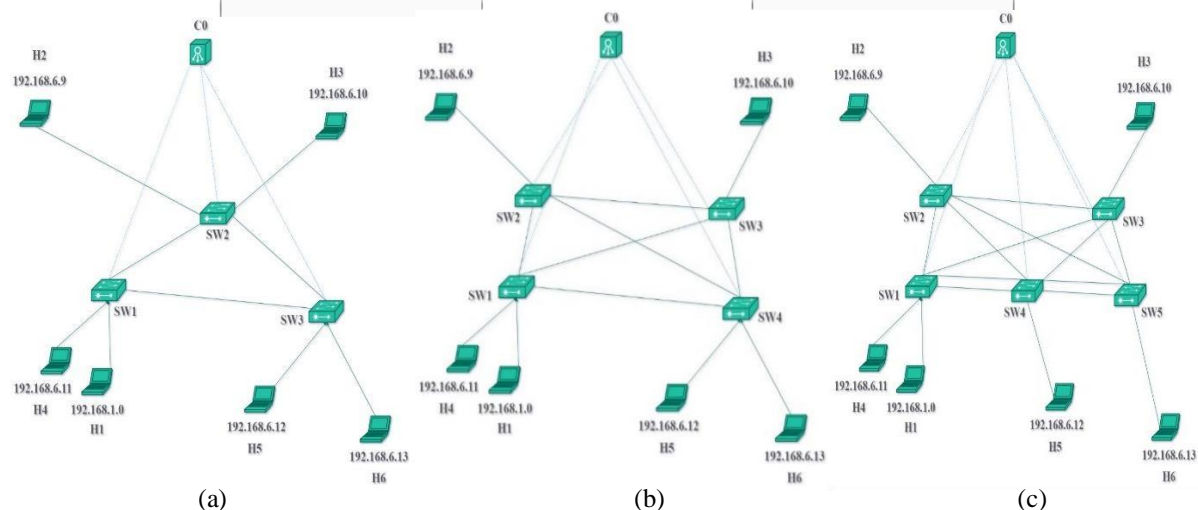 C0
H2
192.168.6.9
H3
192.168.6.10
SW2
SW1
SW3
192.168.6.11
H4
192.168.1.0
H1
192.168.6.12
H5
192.168.6.13
H6
(a)
C0
H2
192.168.6.9
H3
192.168.6.10
SW2
SW3
SW1
SW4
192.168.6.11
H4
192.168.1.0
H1
192.168.6.12
H5
192.168.6.13
H6
(b)
C0
H2
192.168.6.9
H3
192.168.6.10
SW2
SW3
SW1
SW4
SW5
192.168.6.11
H4
192.168.1.0
H1
192.168.6.12
H5
192.168.6.13
H6
(c)